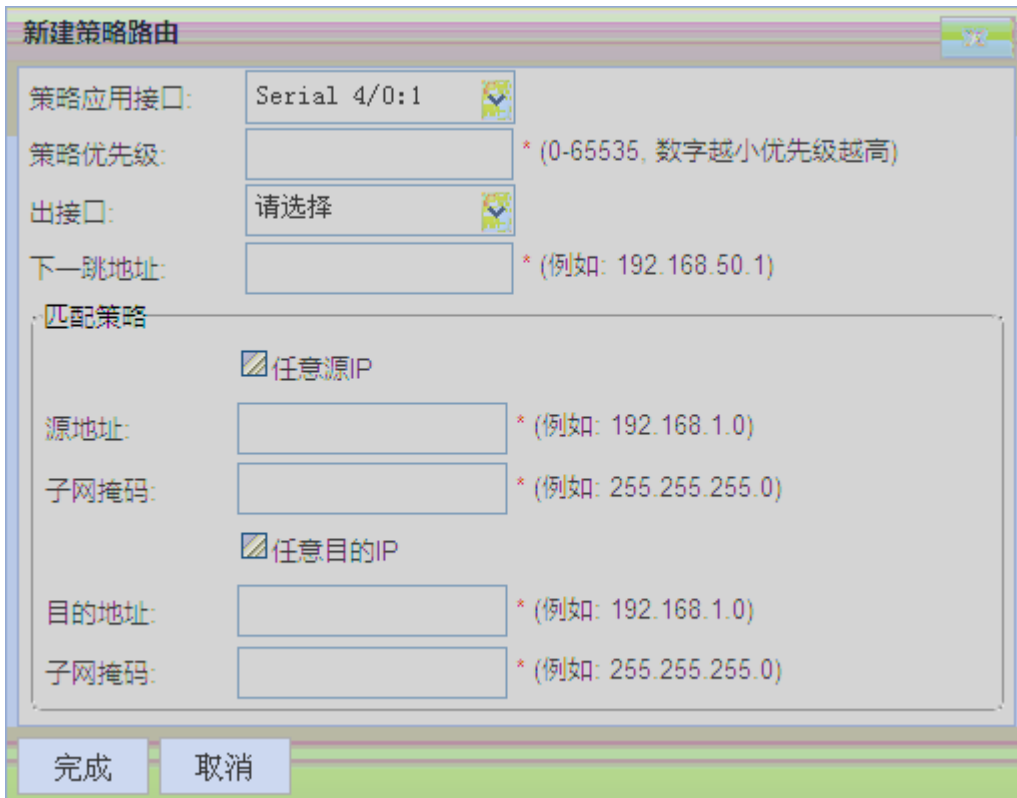 新建策略路由
策略应用接口: Serial 4/0:1
策略优先级: * (0-65535, 数字越小优先级越高)
出接口: 请选择
下一跳地址: * (例如: 192.168.50.1)
匹配策略
任意源IP
源地址: * (例如: 192.168.1.0)
子网掩码: * (例如: 255.255.255.0)
任意目的IP
目的地址: * (例如: 192.168.1.0)
子网掩码: * (例如: 255.255.255.0)
完成 取消